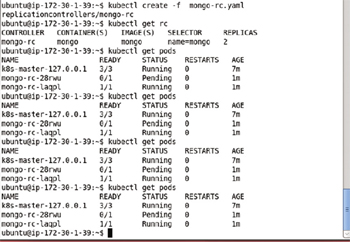 ubuntu@ip-172-30-1-39:~$ kubectl create -f mongo-rc.yaml
replicationcontrollers/mongo-rc
ubuntu@ip-172-30-1-39:~$ kubectl get rc
CONTROLLER CONTAINER(S) IMAGE(S) SELECTOR REPLICAS
mongo-rc mongo mongo name=mongo 2
ubuntu@ip-172-30-1-39:~$ kubectl get pods
NAME READY STATUS RESTARTS AGE
k8s-master-127.0.0.1 3/3 Running 0 7m
mongo-rc-28rwu 0/1 Pending 0 1m
mongo-rc-laqpl 1/1 Running 0 1m
ubuntu@ip-172-30-1-39:~$ kubectl get pods
NAME READY STATUS RESTARTS AGE
k8s-master-127.0.0.1 3/3 Running 0 7m
mongo-rc-28rwu 0/1 Pending 0 1m
mongo-rc-laqpl 1/1 Running 0 1m
ubuntu@ip-172-30-1-39:~$ kubectl get pods
NAME READY STATUS RESTARTS AGE
k8s-master-127.0.0.1 3/3 Running 0 7m
mongo-rc-28rwu 0/1 Pending 0 1m
mongo-rc-laqpl 1/1 Running 0 1m
ubuntu@ip-172-30-1-39:~$ kubectl get pods
NAME READY STATUS RESTARTS AGE
k8s-master-127.0.0.1 3/3 Running 0 7m
mongo-rc-28rwu 0/1 Pending 0 1m
mongo-rc-laqpl 1/1 Running 0 1m
ubuntu@ip-172-30-1-39:~$